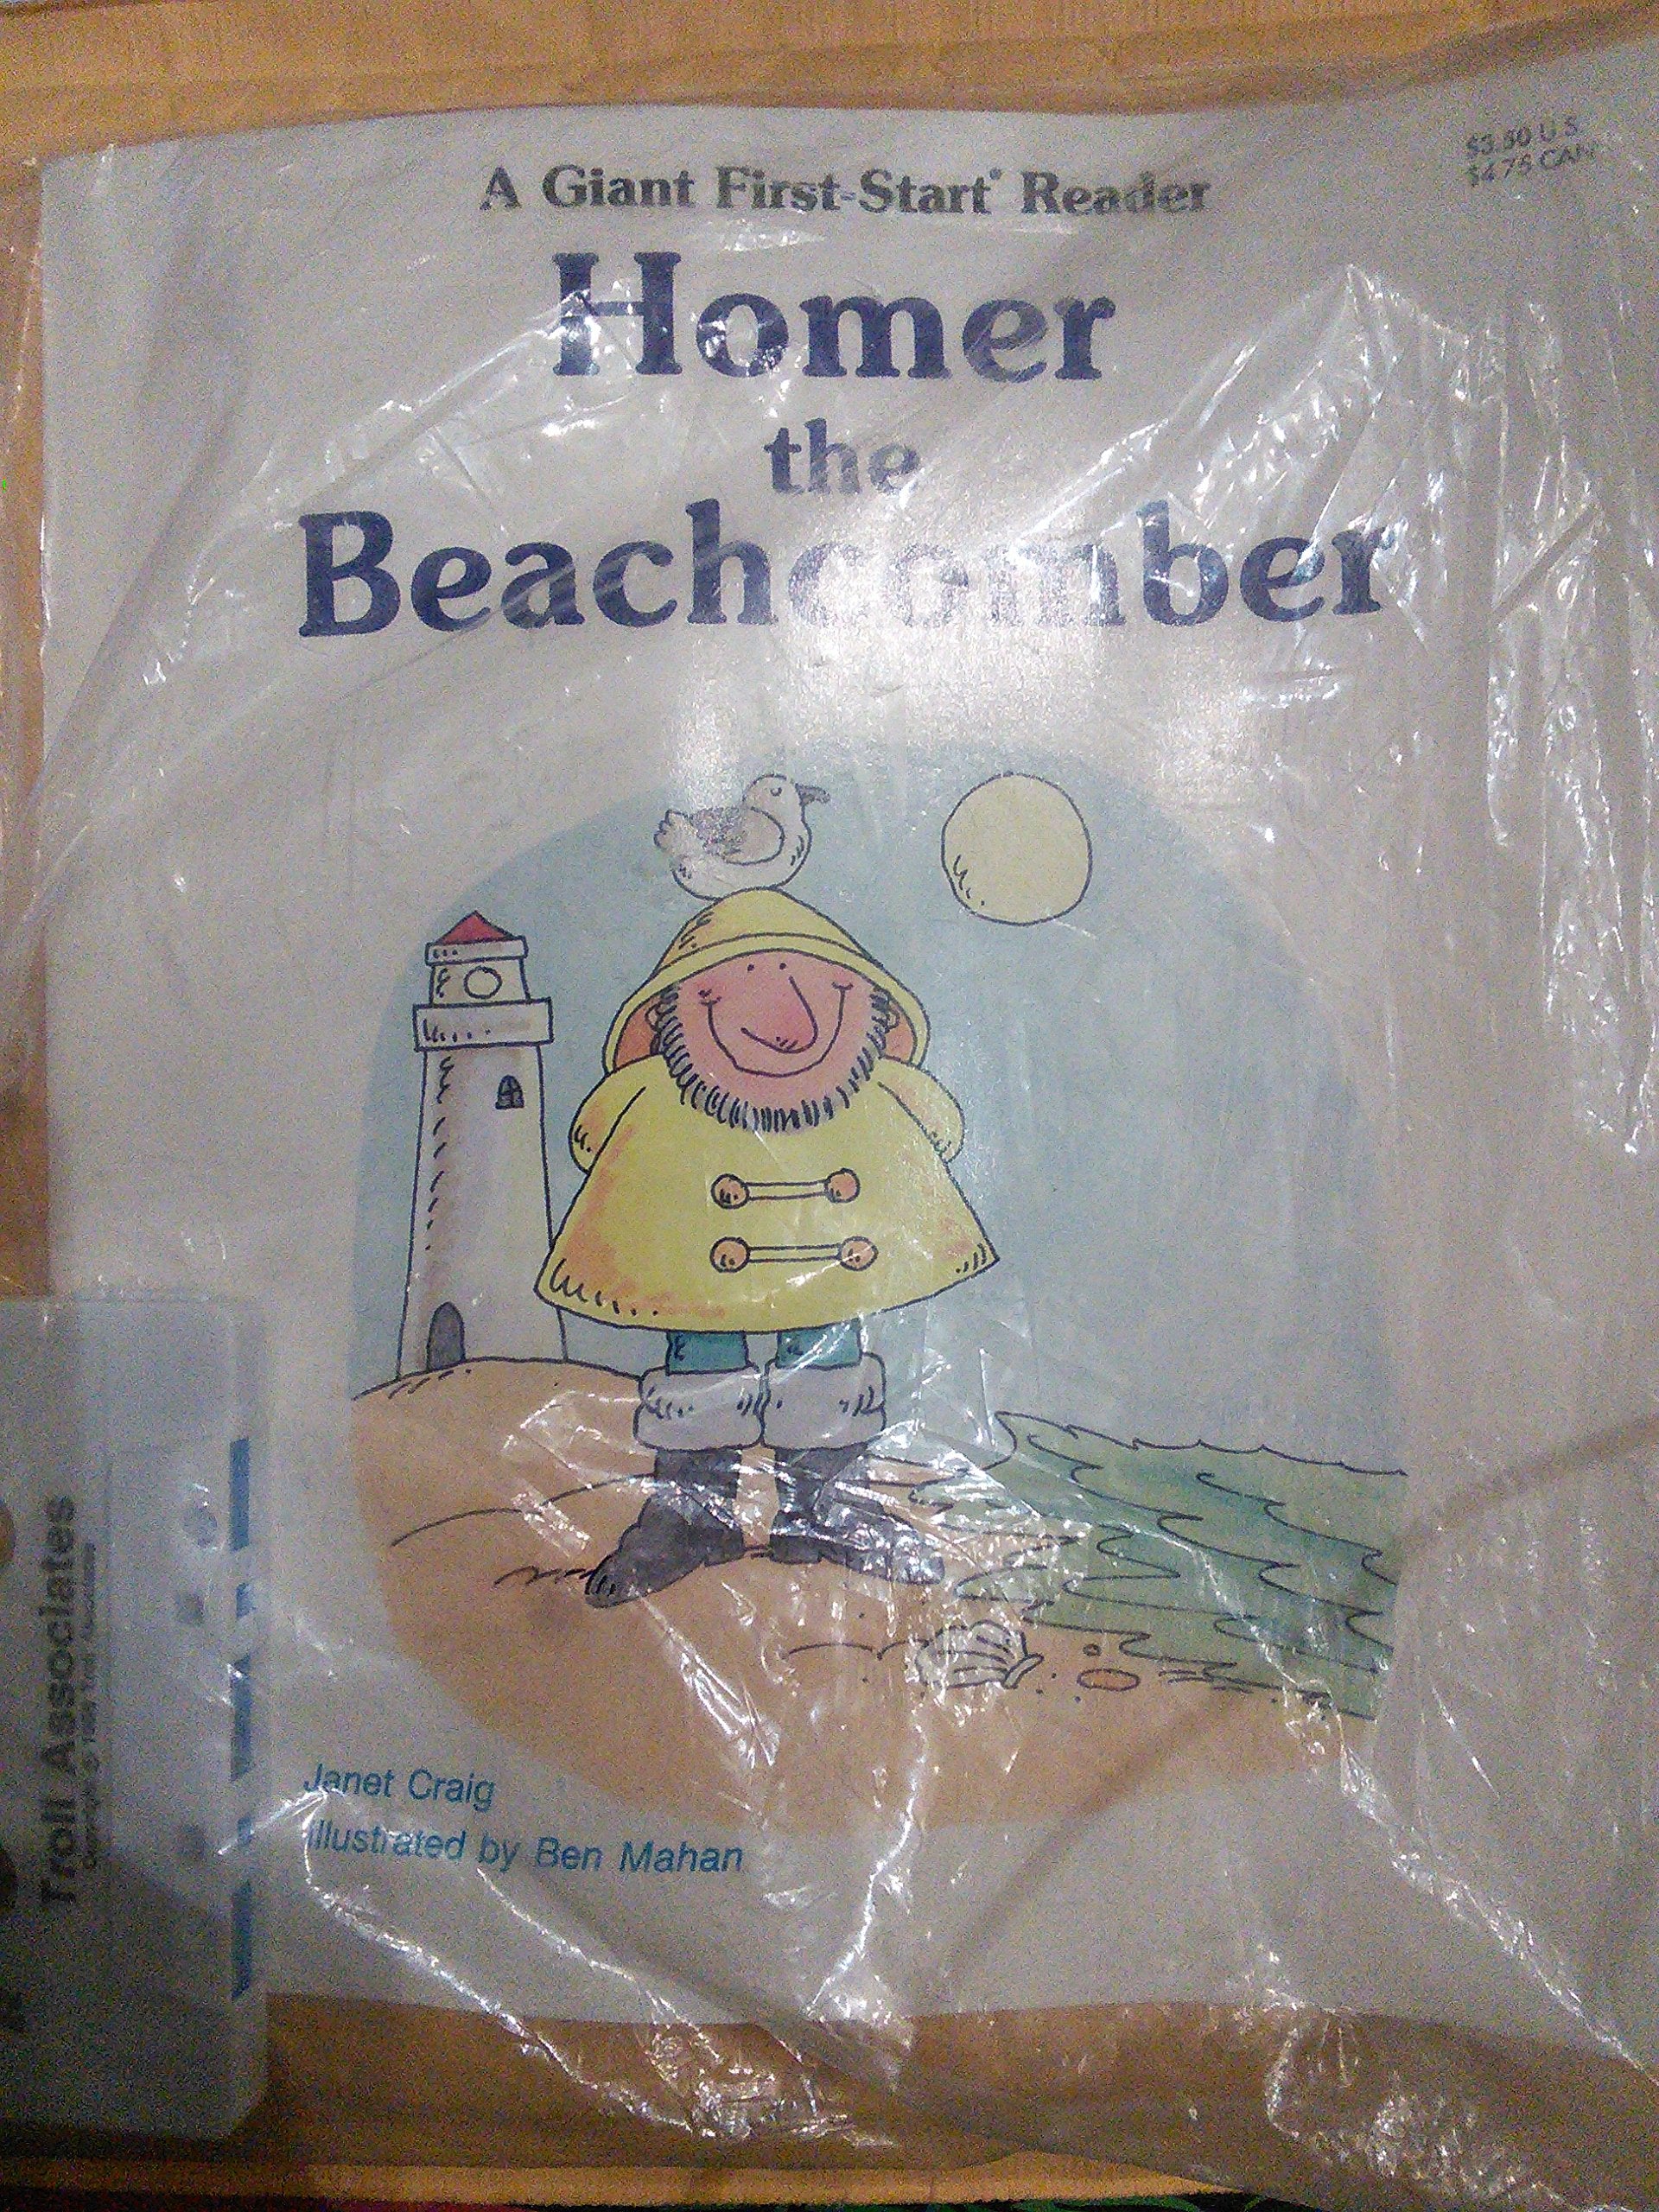 $3.50 U.S.
$4.75 CAN
A Giant First-Start® Reader
Homer
the
Beachcomber
Janet Craig
illustrated by Ben Mahan
Troll Associates